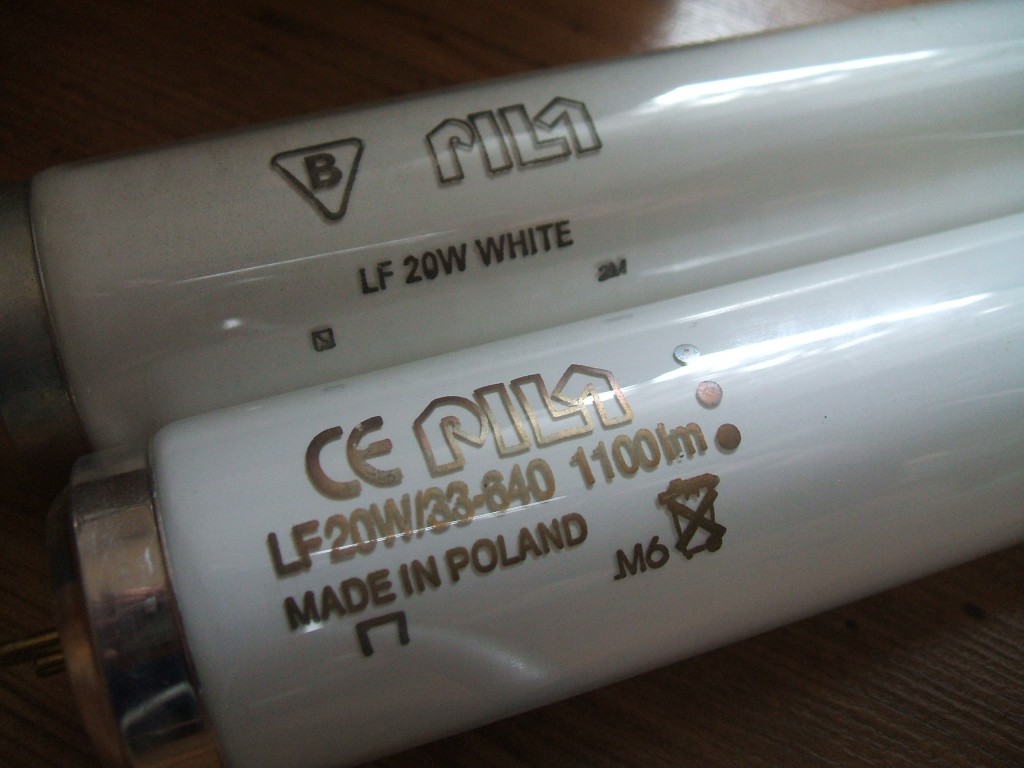 B PILA
LF 20W WHITE
2M
CE PILA
LF20W/33-640 1100lm
MADE IN POLAND
M6